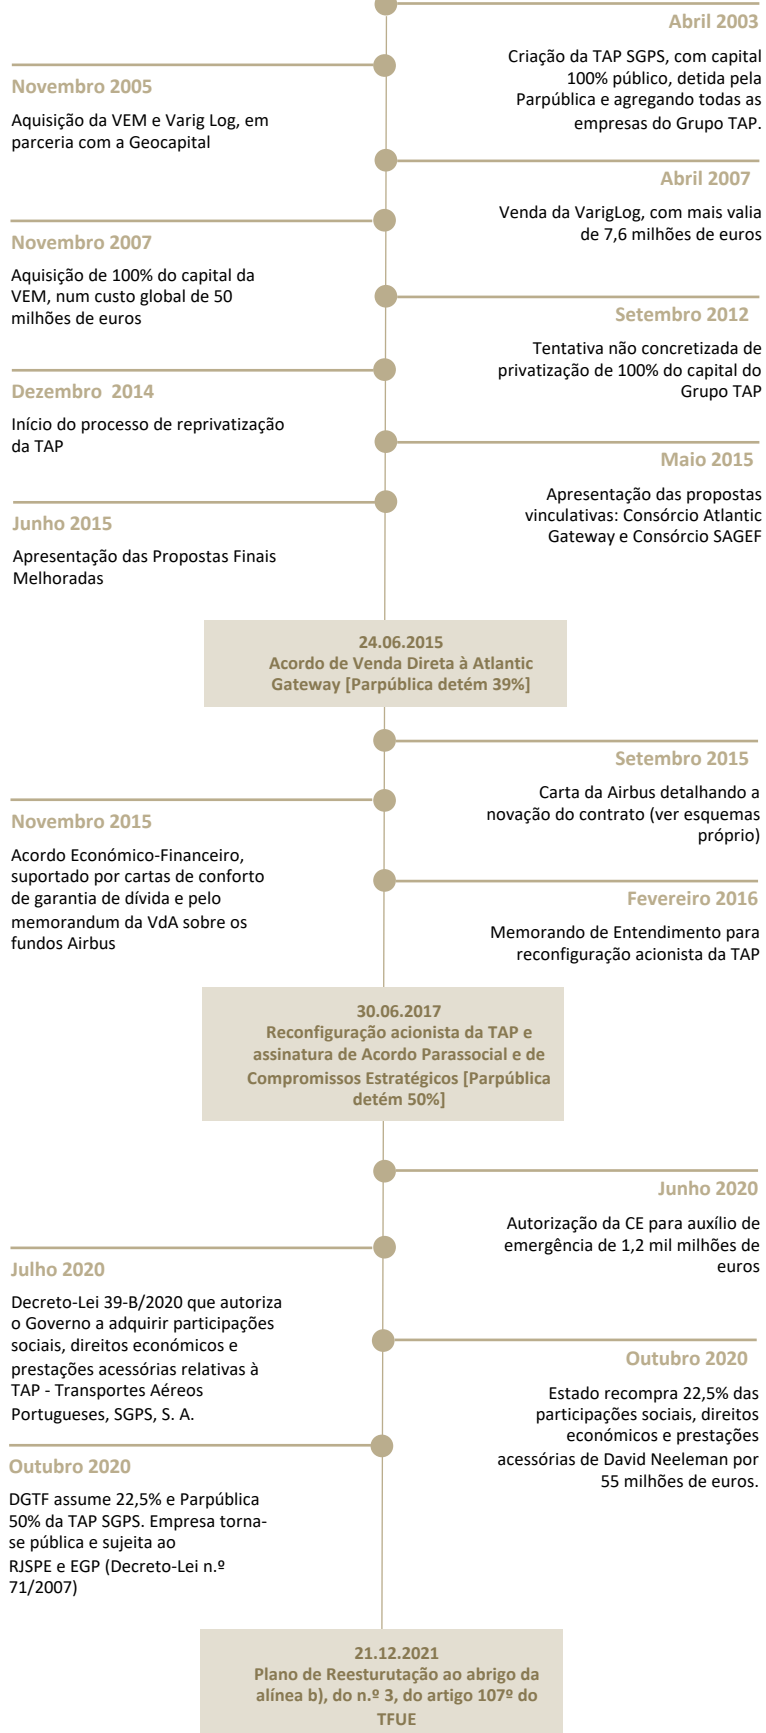 Abril 2003
Criação da TAP SGPS, com capital
100% público, detida pela
Parpública e agregando todas as
empresas do Grupo TAP.
Novembro 2005
Aquisição da VEM e Varig Log, em
parceria com a Geocapital
Abril 2007
Venda da VarigLog, com mais valia
de 7,6 milhões de euros
Novembro 2007
Aquisição de 100% do capital da
VEM, num custo global de 50
milhões de euros
Setembro 2012
Tentativa não concretizada de
privatização de 100% do capital do
Grupo TAP
Dezembro 2014
Início do processo de reprivatização
da TAP
Maio 2015
Apresentação das propostas
vinculativas: Consórcio Atlantic
Gateway e Consórcio SAGEF
Junho 2015
Apresentação das Propostas Finais
Melhoradas
24.06.2015
Acordo de Venda Direta à Atlantic
Gateway [Parpública detém 39%]
Setembro 2015
Carta da Airbus detalhando a
novação do contrato (ver esquemas
próprio)
Novembro 2015
Acordo Económico-Financeiro,
suportado por cartas de conforto
de garantia de dívida e pelo
memorandum da VdA sobre os
fundos Airbus
Fevereiro 2016
Memorando de Entendimento para
reconfiguração acionista da TAP
30.06.2017
Reconfiguração acionista da TAP e
assinatura de Acordo Parassocial e de
Compromissos Estratégicos [Parpública
detém 50%]
Junho 2020
Autorização da CE para auxílio de
emergência de 1,2 mil milhões de
euros
Julho 2020
Decreto-Lei 39-B/2020 que autoriza
o Governo a adquirir participações
sociais, direitos económicos e
prestações acessórias relativas à
TAP - Transportes Aéreos
Portugueses, SGPS, S. A.
Outubro 2020
Estado recompra 22,5% das
participações sociais, direitos
económicos e prestações
acessórias de David Neeleman por
55 milhões de euros.
Outubro 2020
DGTF assume 22,5% e Parpública
50% da TAP SGPS. Empresa torna-
se pública e sujeita ao
RJSPE e EGP (Decreto-Lei n.º
71/2007)
21.12.2021
Plano de Reesturutação ao abrigo da
alínea b), do n.º 3, do artigo 107º do
TFUE